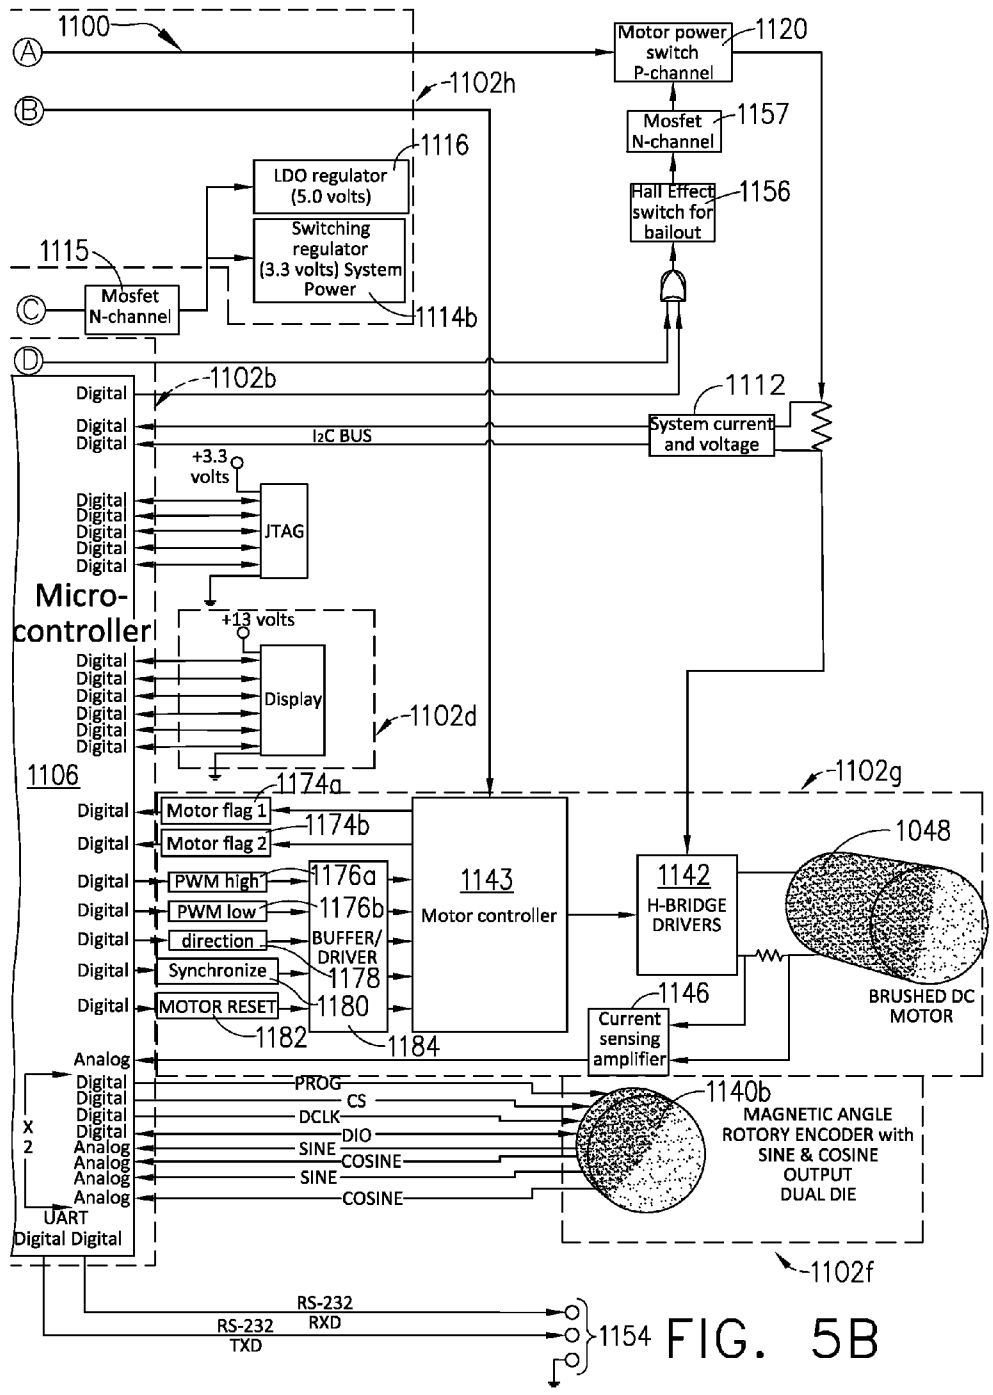 1100
A
Motor power
switch
P-channel
1120
1102h
B
Mosfet
N-channel
1157
1116
LDO regulator
(5.0 volts)
Hall Effect
switch for
bailout
1156
Switching
regulator
(3.3 volts) System
Power
1114b
1115
Mosfet
N-channel
C
D
1102b
Digital
1112
System current
and voltage
Digital
Digital
I2C BUS
+3.3
volts
JTAG
Digital
Digital
Digital
Digital
Digital
Micro-
controller
+13 volts
Display
1102d
Digital
Digital
Digital
Digital
Digital
Digital
1106
1102g
1174a
Digital
Motor flag 1
1174b
Digital
Motor flag 2
1048
Digital
PWM high
1176a
1143
Motor controller
1142
H-BRIDGE
DRIVERS
Digital
PWM low
1176b
BUFFER/
DRIVER
Digital
direction
1178
Digital
Synchronize
1180
Digital
MOTOR RESET
1182
1184
1146
Current
sensing
amplifier
BRUSHED DC
MOTOR
Analog
Digital
PROG
1140b
Digital
CS
Digital
DCLK
Digital
DIO
Analog
SINE
Analog
COSINE
Analog
SINE
Analog
COSINE
X
2
MAGNETIC ANGLE
ROTORY ENCODER with
SINE & COSINE
OUTPUT
DUAL DIE
UART
Digital Digital
1102f
RS-232
RXD
RS-232
TXD
1154
FIG. 5B